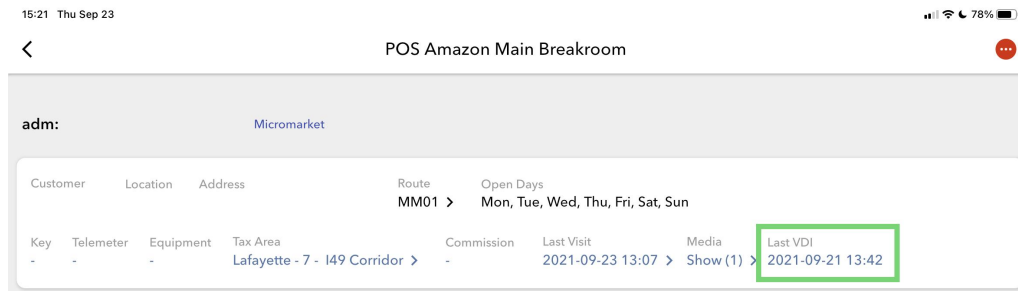 15:21 Thu Sep 23
78%
POS Amazon Main Breakroom
adm: Micromarket
Customer Location Address Route Open Days
MM01 > Mon, Tue, Wed, Thu, Fri, Sat, Sun
Key Telemeter Equipment Tax Area Commission Last Visit Media Last VDI
- - - Lafayette - 7 - I49 Corridor > - 2021-09-23 13:07 > Show (1) > 2021-09-21 13:42